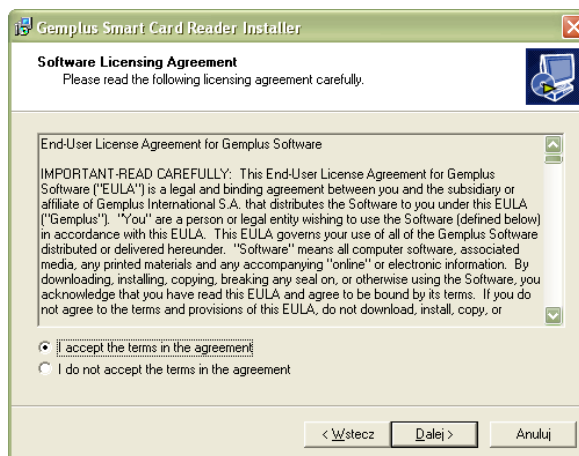 Gemplus Smart Card Reader Installer
Software Licensing Agreement
Please read the following licensing agreement carefully.
End-User License Agreement for Gemplus Software
IMPORTANT-READ CAREFULLY: This End-User License Agreement for Gemplus
Software ("EULA") is a legal and binding agreement between you and the subsidiary or
affiliate of Gemplus International S.A. that distributes the Software to you under this EULA
("Gemplus"). "You" are a person or legal entity wishing to use the Software (defined below)
in accordance with this EULA. This EULA governs your use of all of the Gemplus Software
distributed or delivered hereunder. "Software" means all computer software, associated
media, any printed materials and any accompanying "online" or electronic information. By
downloading, installing, copying, breaking any seal on, or otherwise using the Software, you
acknowledge that you have read this EULA and agree to be bound by its terms. If you do
not agree to the terms and provisions of this EULA, do not download, install, copy, or
I accept the terms in the agreement
I do not accept the terms in the agreement
< Wstecz
Dalej >
Anuluj